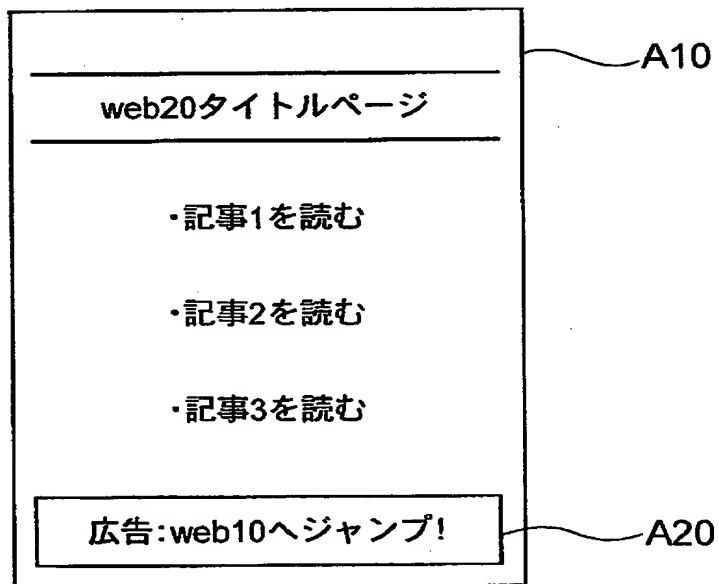 A10
web20タイトルページ
・記事1を読む
・記事2を読む
・記事3を読む
広告:web10へジャンプ!
A20